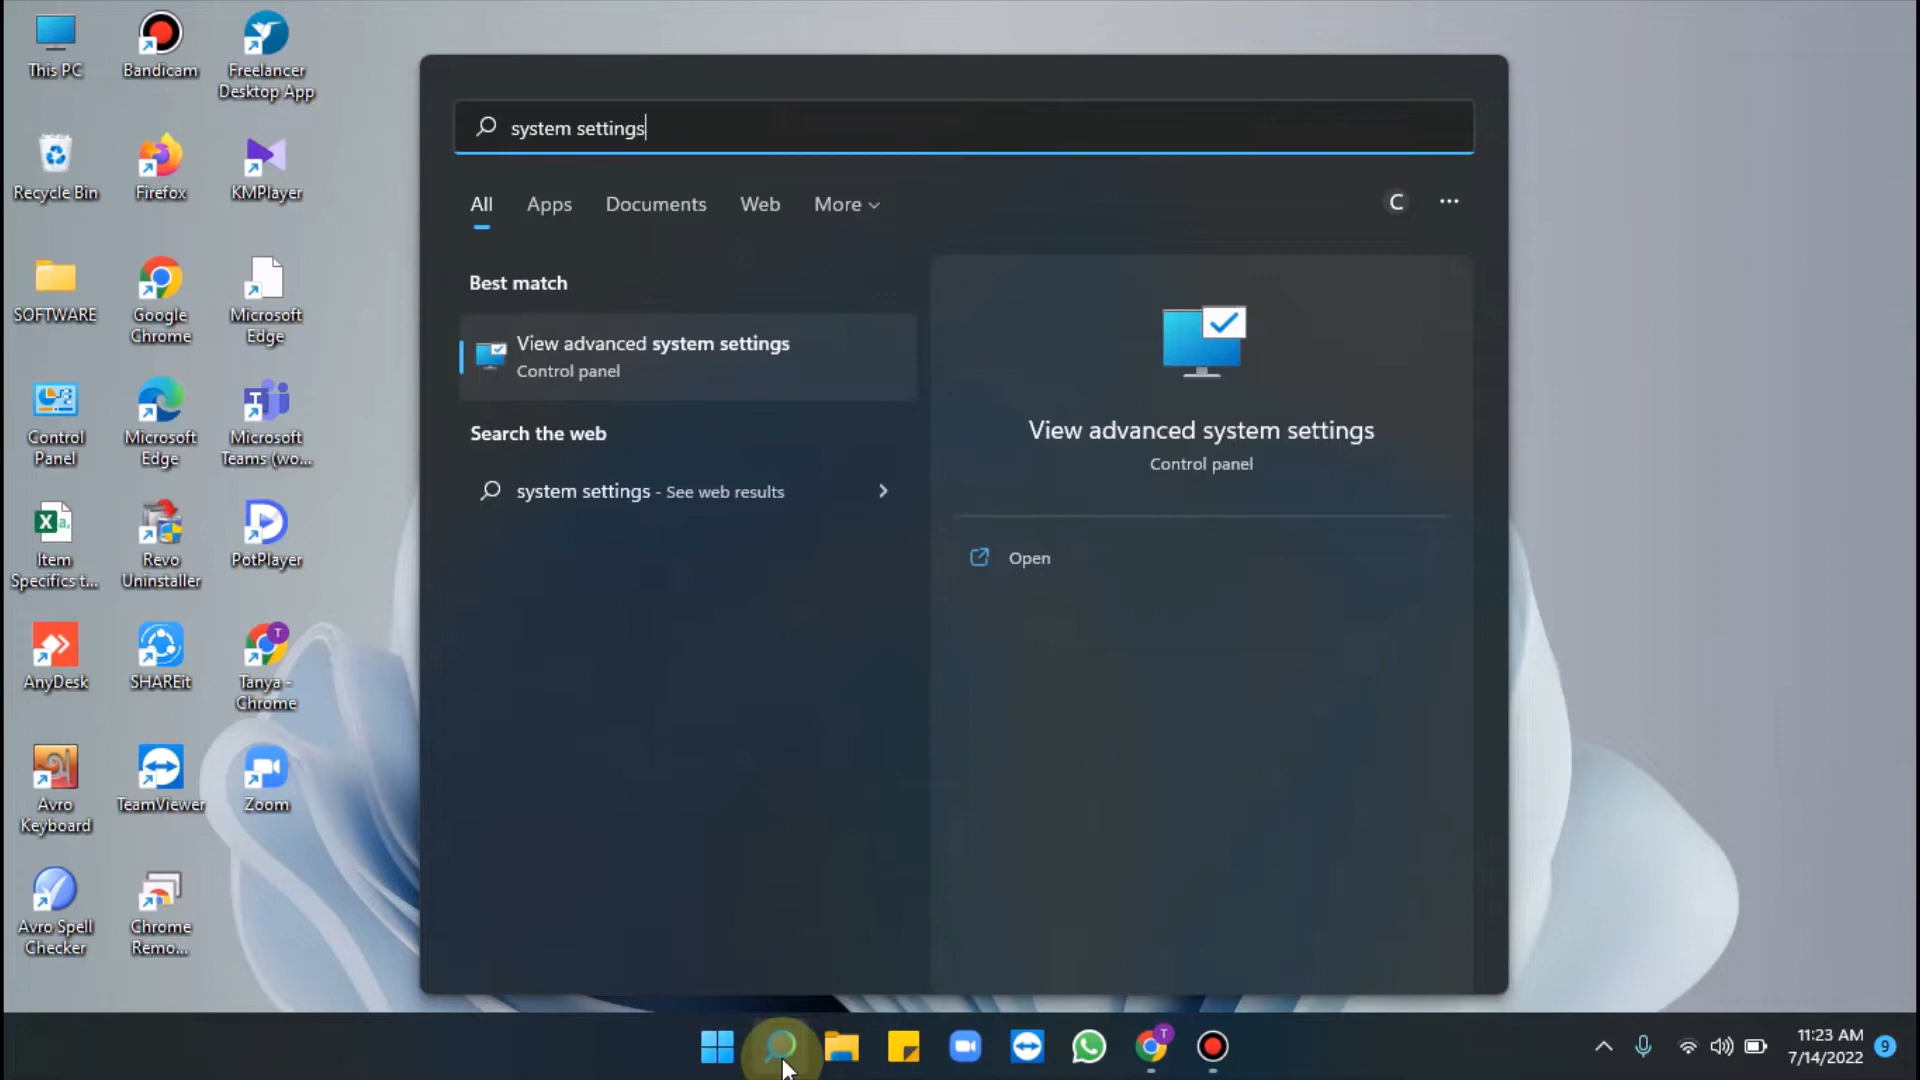 This PC
Bandicam
Freelancer
Desktop App
Recycle Bin
Firefox
KMPlayer
SOFTWARE
Google
Chrome
Microsoft
Edge
Control
Panel
Microsoft
Edge
Microsoft
Teams (wo...
Item
Specifics t...
Revo
Uninstaller
PotPlayer
AnyDesk
SHAREit
Tanya -
Chrome
Avro
Keyboard
TeamViewer
Zoom
Avro Spell
Checker
Chrome
Remo...
system settings
All Apps Documents Web More
C ...
Best match
View advanced system settings
Control panel
Search the web
system settings - See web results
View advanced system settings
Control panel
Open
T
T
11:23 AM
7/14/2022
9